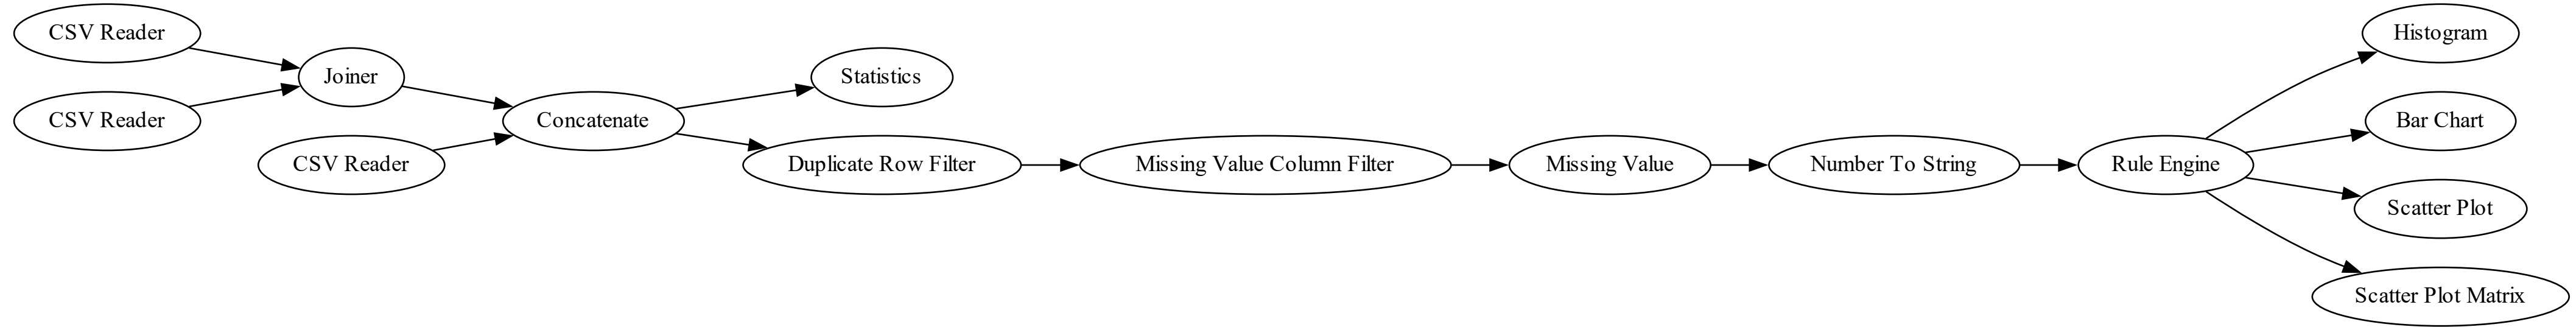 CSV Reader
CSV Reader
Joiner
CSV Reader
Concatenate
Statistics
Duplicate Row Filter
Missing Value Column Filter
Missing Value
Number To String
Rule Engine
Histogram
Bar Chart
Scatter Plot
Scatter Plot Matrix